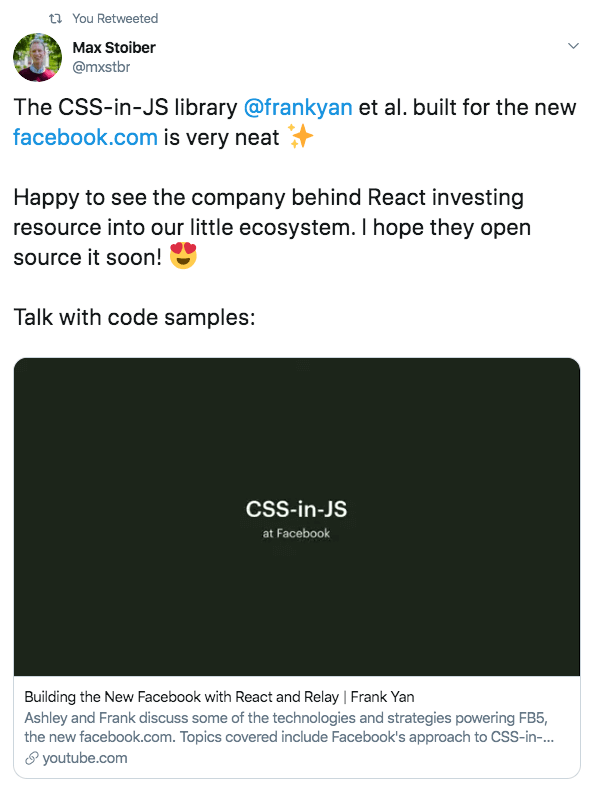 You Retweeted
Max Stoiber
@mxstbr
The CSS-in-JS library @frankyan et al. built for the new
facebook.com is very neat ✨
Happy to see the company behind React investing
resource into our little ecosystem. I hope they open
source it soon! 😍
Talk with code samples:
CSS-in-JS
at Facebook
Building the New Facebook with React and Relay | Frank Yan
Ashley and Frank discuss some of the technologies and strategies powering FB5,
the new facebook.com. Topics covered include Facebook's approach to CSS-in-...
youtube.com